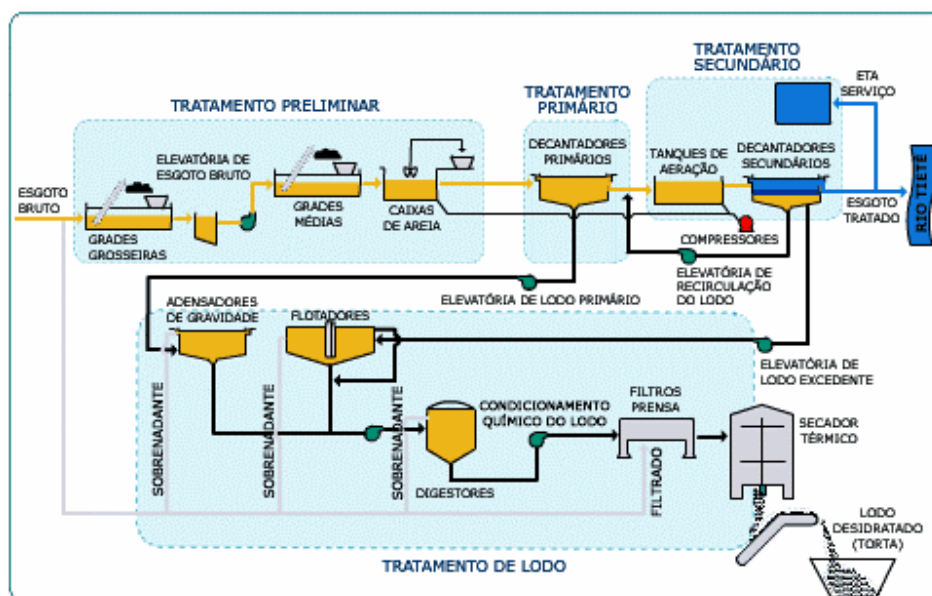 TRATAMENTO
SECUNDÁRIO
ETA
SERVIÇO
TRATAMENTO PRELIMINAR
TRATAMENTO
PRIMÁRIO
DECANTADORES
PRIMÁRIOS
TANQUES DE
AERAÇÃO
DECANTADORES
SECUNDÁRIOS
ELEVATÓRIA DE
ESGOTO BRUTO
ESGOTO
BRUTO
GRADES
GROSSEIRAS
GRADES
MÉDIAS
CAIXAS
DE AREIA
COMPRESSORES
ESGOTO
TRATADO
RIO TIETE
ELEVATÓRIA DE LODO PRIMÁRIO
ELEVATÓRIA DE
RECIRCULAÇÃO
DO LODO
ADENSADORES
DE GRAVIDADE
FLOTADORES
ELEVATÓRIA DE
LODO EXCEDENTE
SOBRENADANTE
SOBRENADANTE
SOBRENADANTE
CONDICIONAMENTO
QUÍMICO DO LODO
DIGESTORES
FILTROS
PRENSA
FILTRADO
SECADOR
TÉRMICO
LODO
DESIDRATADO
(TORTA)
TRATAMENTO DE LODO